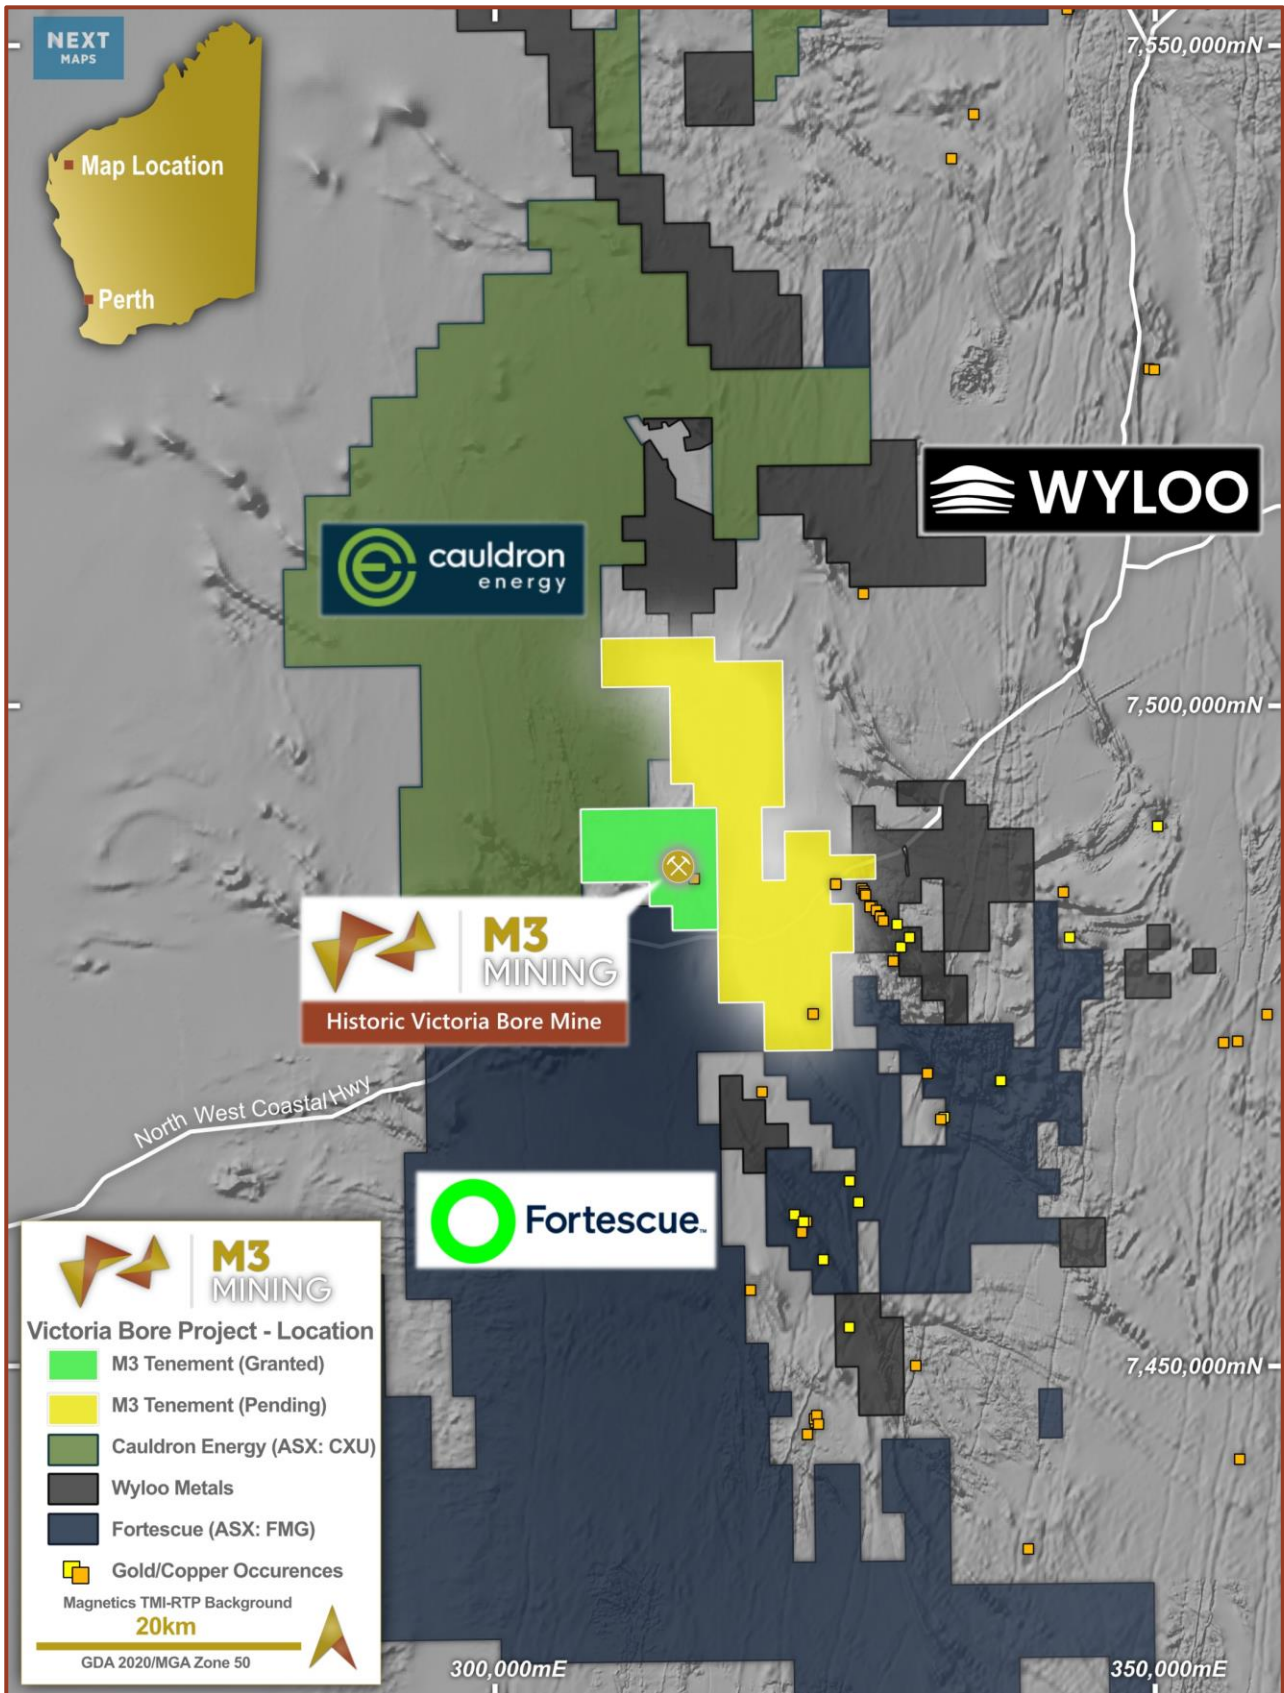 NEXT
MAPS
7,550,000mN
Map Location
Perth
WYLOO
cauldron
energy
7,500,000mN
M3
MINING
Historic Victoria Bore Mine
North West Coastal Hwy
Fortescue™
M3
MINING
Victoria Bore Project - Location
M3 Tenement (Granted)
M3 Tenement (Pending)
Cauldron Energy (ASX: CXU)
Wyloo Metals
Fortescue (ASX: FMG)
Gold/Copper Occurences
Magnetics TMI-RTP Background
20km
GDA 2020/MGA Zone 50
7,450,000mN
300,000mE
350,000mE